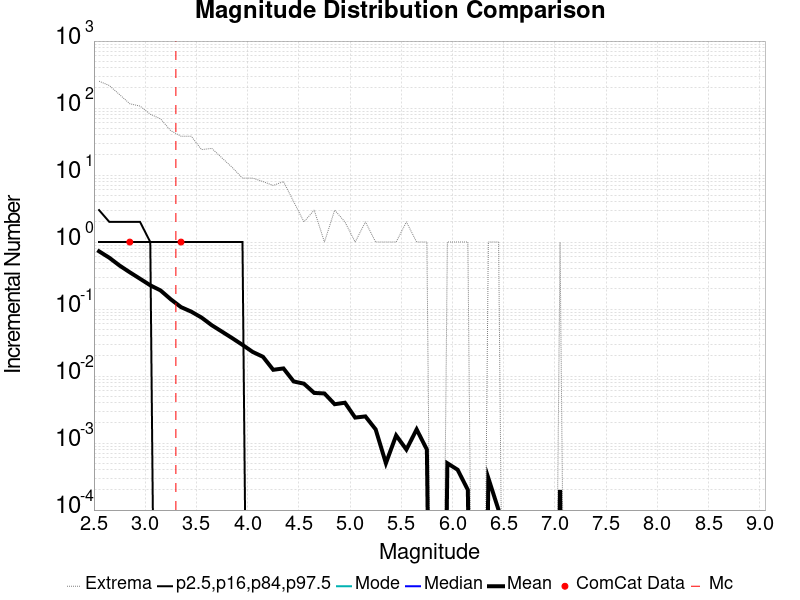 Magnitude Distribution Comparison
10^3
10^2
10^1
10^0
10^-1
10^-2
10^-3
10^-4
Incremental Number
2.5 3.0 3.5 4.0 4.5 5.0 5.5 6.0 6.5 7.0 7.5 8.0 8.5 9.0
Magnitude
Extrema p2.5,p16,p84,p97.5 Mode Median Mean ComCat Data Mc